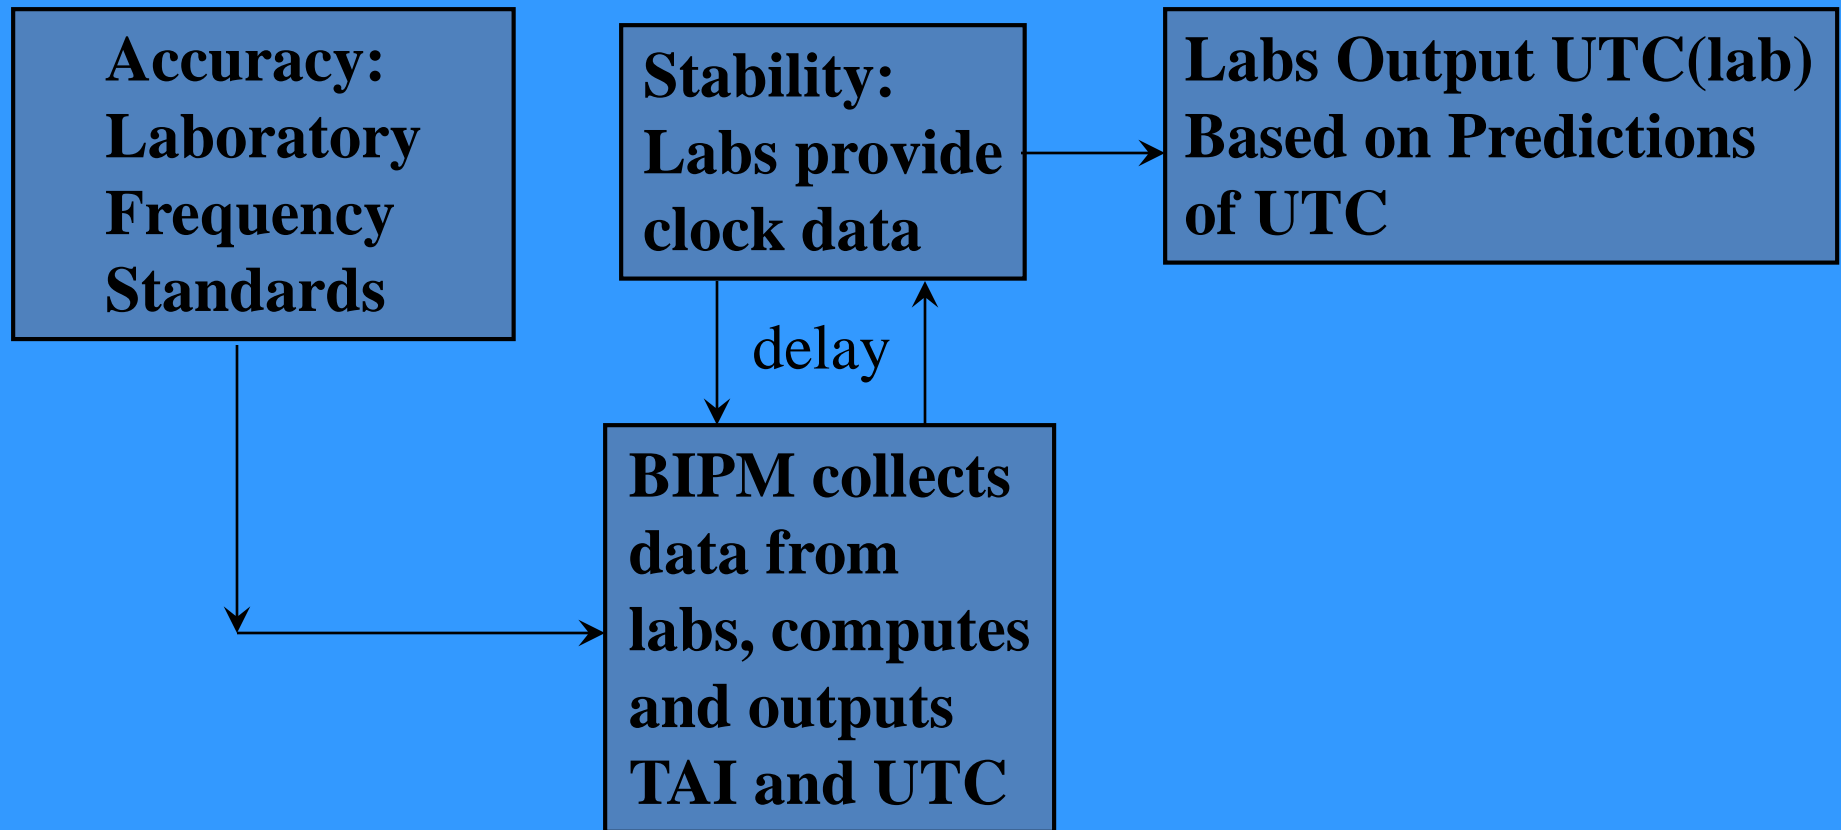 Accuracy:
Laboratory
Frequency
Standards
Stability:
Labs provide
clock data
Labs Output UTC(lab)
Based on Predictions
of UTC
delay
BIPM collects
data from
labs, computes
and outputs
TAI and UTC